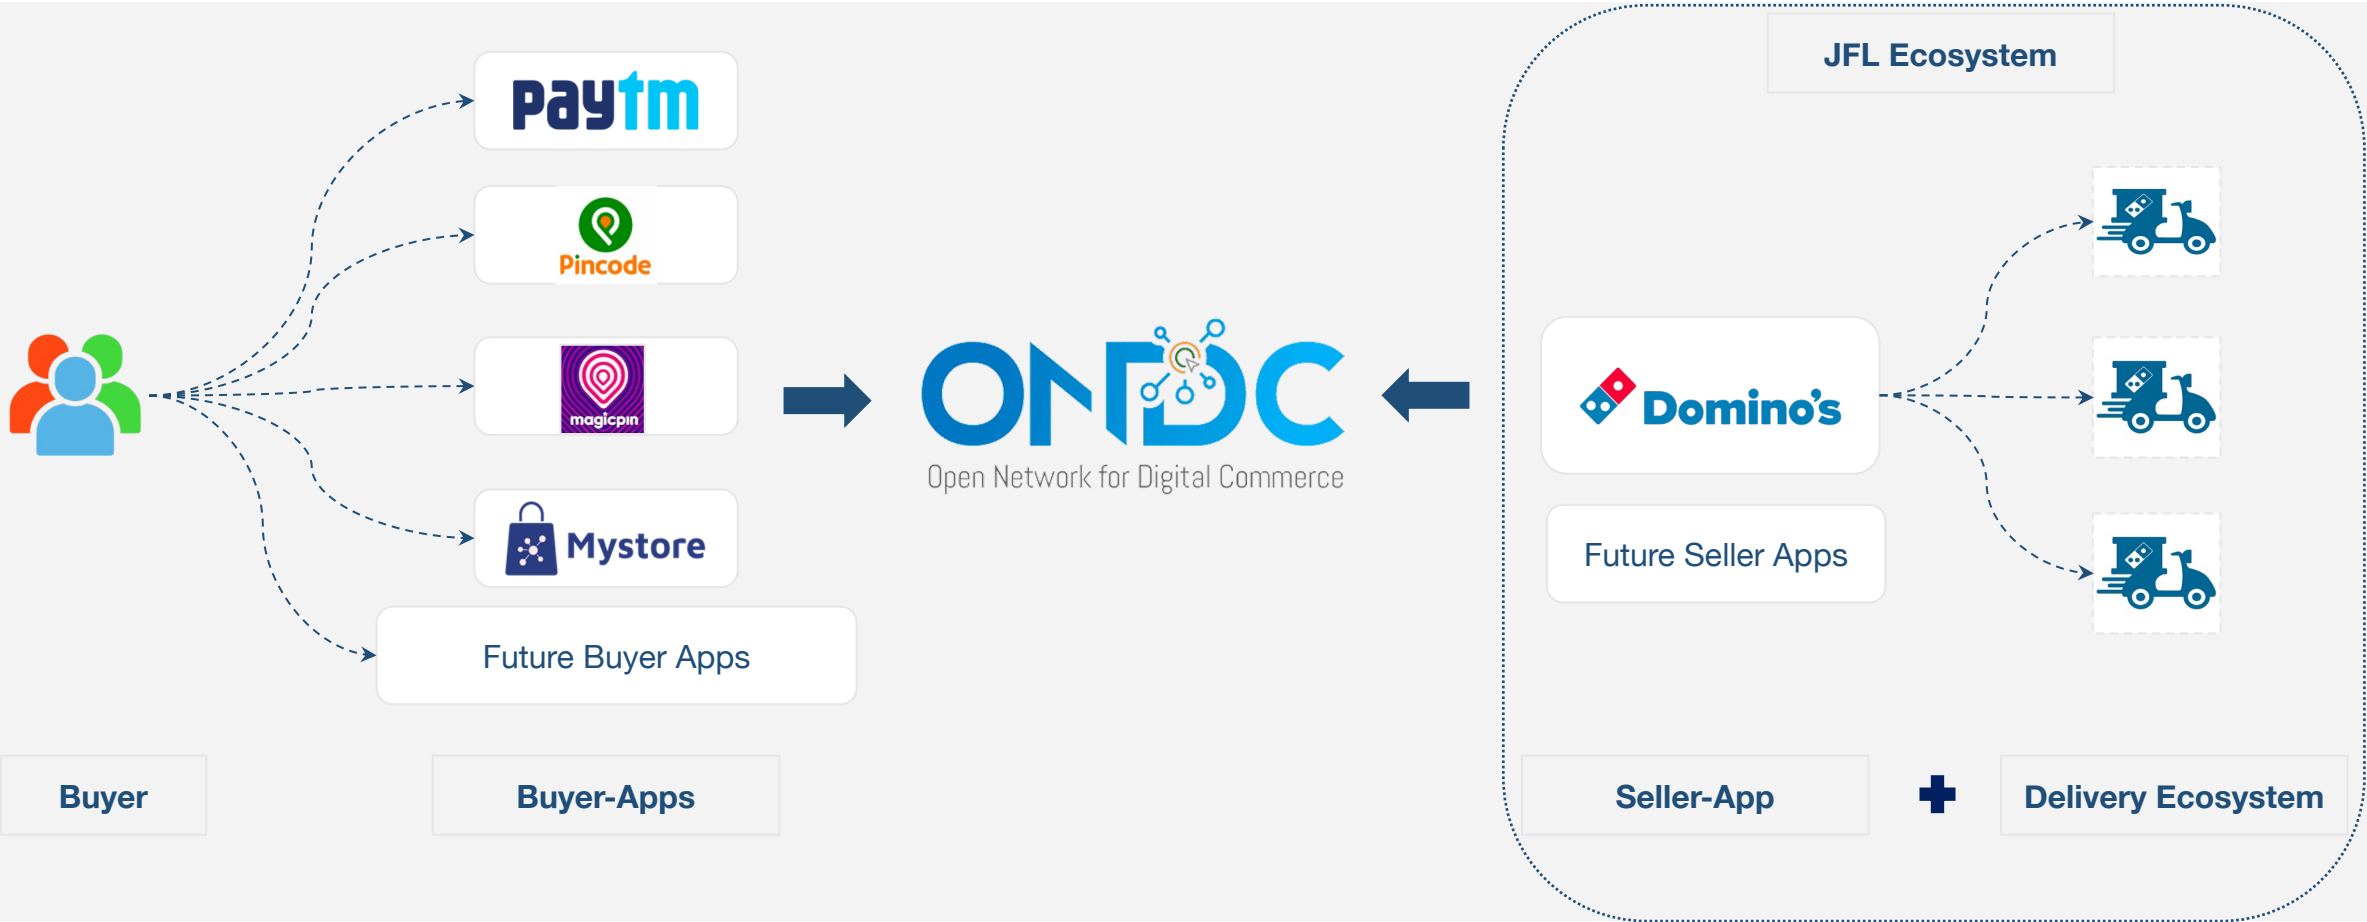 JFL Ecosystem
paytm
Pincode
magicpin
Mystore
Future Buyer Apps
ONDC
Open Network for Digital Commerce
Domino's
Future Seller Apps
Buyer
Buyer-Apps
Seller-App
Delivery Ecosystem